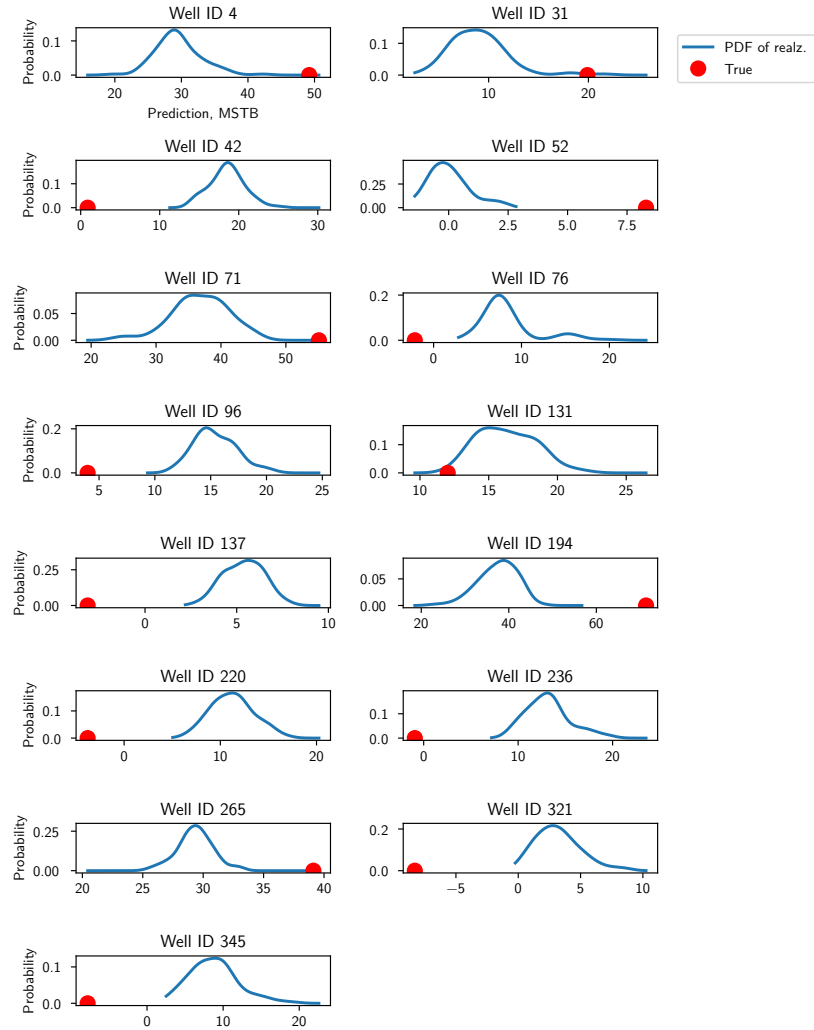 Well ID 4
Probability
0.1
0.0
20 30 40 50
Prediction, MSTB
Well ID 31
0.1
0.0
10 20
PDF of realz.
True
Well ID 42
Probability
0.1
0.0
0 10 20 30
Well ID 52
0.25
0.00
0.0 2.5 5.0 7.5
Well ID 71
Probability
0.05
0.00
20 30 40 50
Well ID 76
0.2
0.0
0 10 20
Well ID 96
Probability
0.2
0.0
5 10 15 20 25
Well ID 131
0.1
0.0
10 15 20 25
Well ID 137
Probability
0.25
0.00
0 5 10
Well ID 194
0.05
0.00
20 40 60
Well ID 220
Probability
0.1
0.0
0 10 20
Well ID 236
0.1
0.0
0 10 20
Well ID 265
Probability
0.25
0.00
20 25 30 35 40
Well ID 321
0.2
0.0
−5 0 5 10
Well ID 345
Probability
0.1
0.0
0 10 20